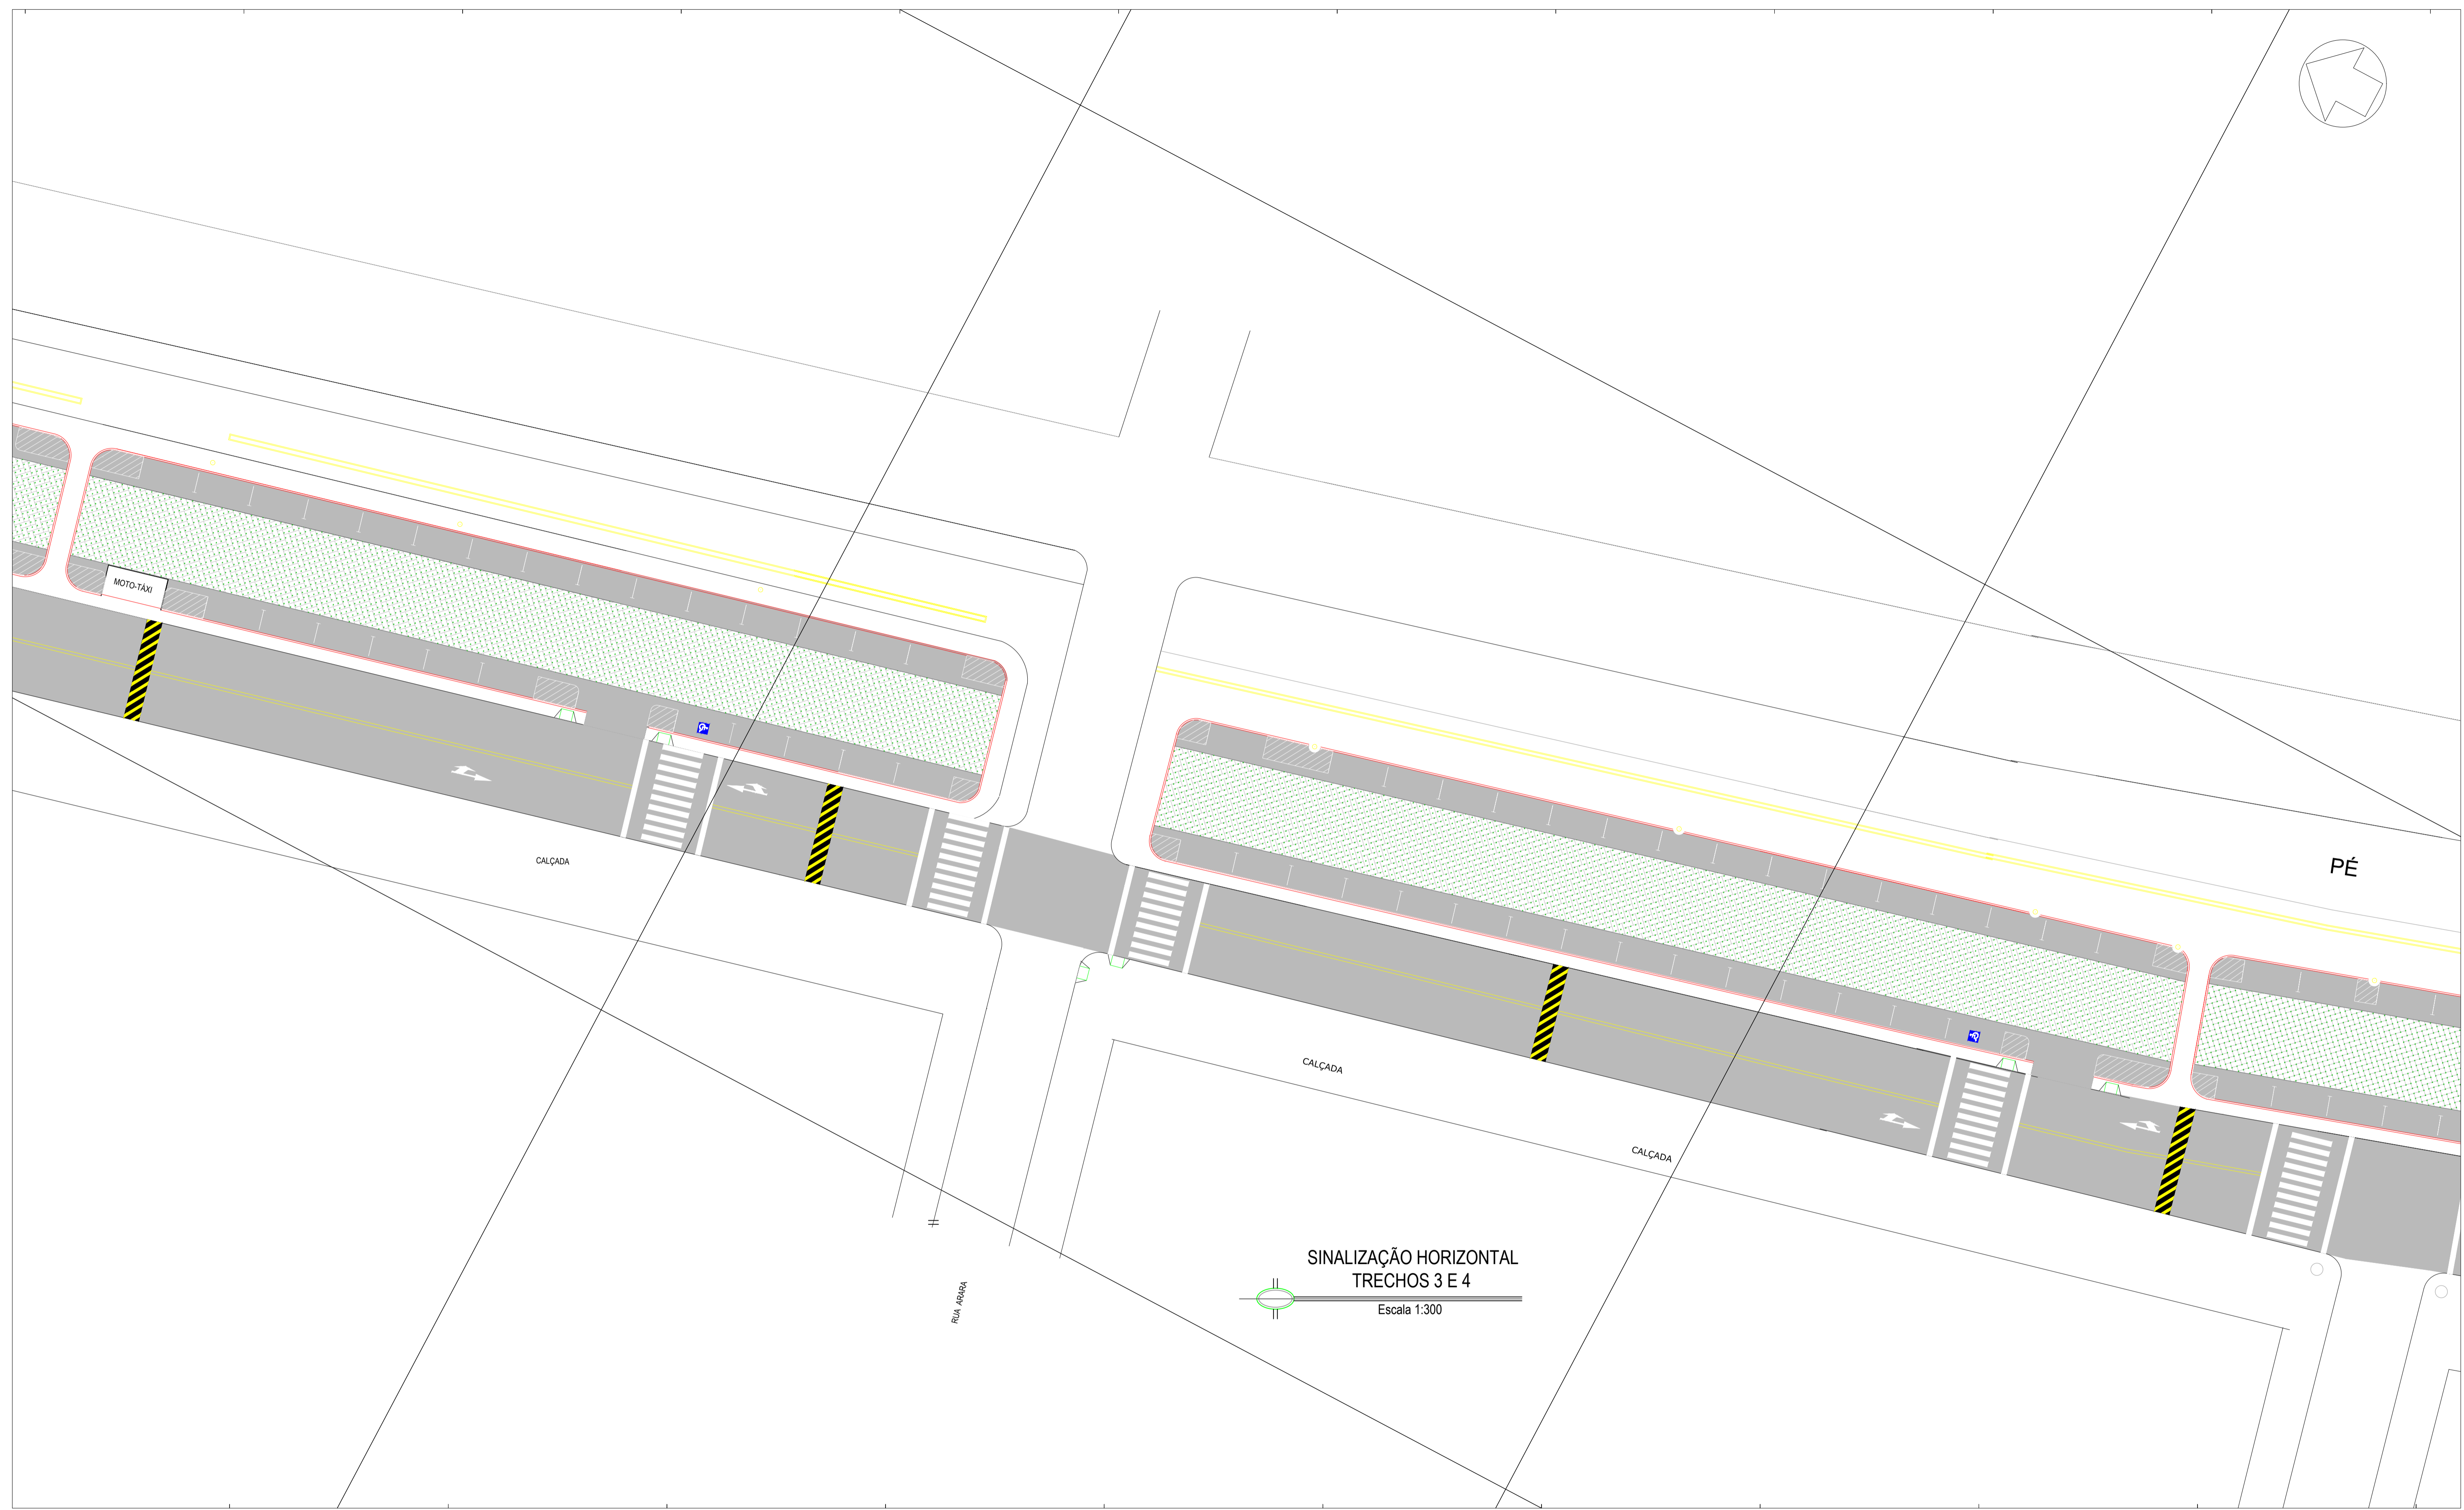 MOTO-TÁXI
CALÇADA
PÉ
CALÇADA
CALÇADA
SINALIZAÇÃO HORIZONTAL
TRECHOS 3 E 4
Escala 1:300
RUA ARARA